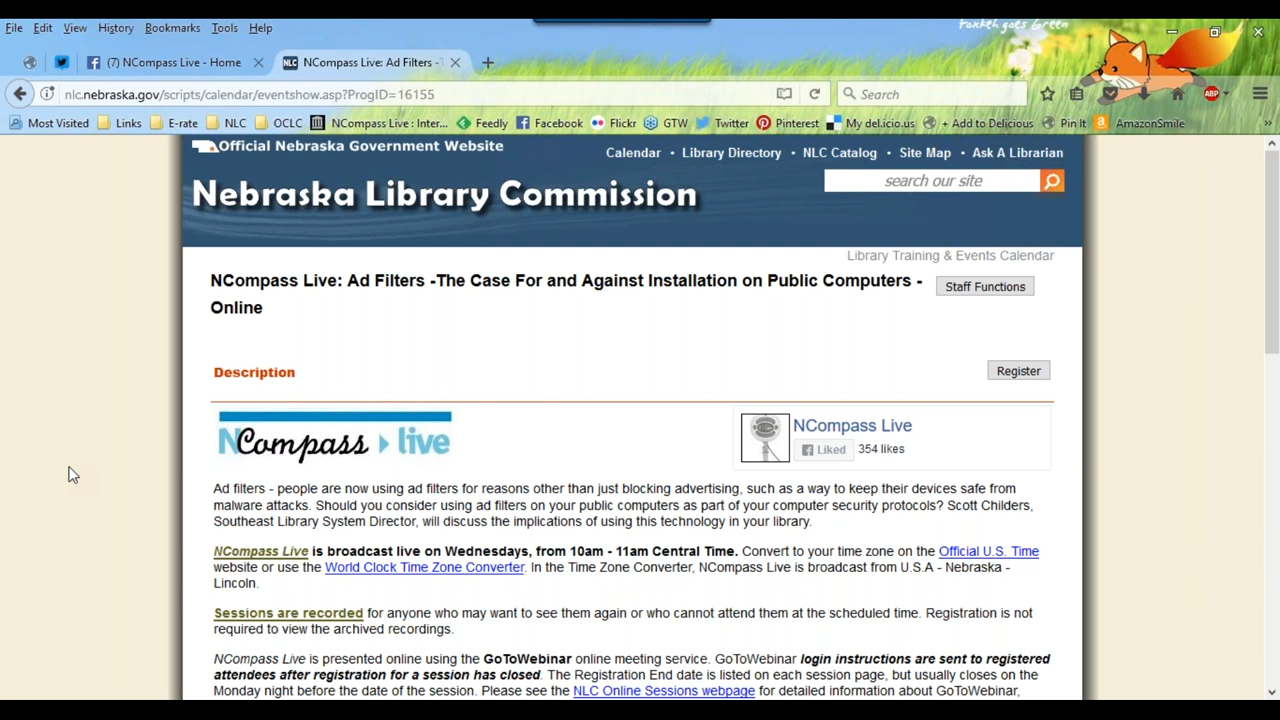 foxkeh goes Green
File Edit View History Bookmarks Tools Help
(7) NCompass Live - Home
NLC NCompass Live: Ad Filters -
nlc.nebraska.gov/scripts/calendar/eventshow.asp?ProgID=16155
Search
ABP
Most Visited Links E-rate NLC OCLC NCompass Live : Inter... Feedly Facebook Flickr GTW Twitter Pinterest My del.icio.us + Add to Delicious Pin It AmazonSmile
Official Nebraska Government Website
Calendar • Library Directory • NLC Catalog • Site Map • Ask A Librarian
Nebraska Library Commission
search our site
Library Training & Events Calendar
NCompass Live: Ad Filters -The Case For and Against Installation on Public Computers -
Online
Staff Functions
Description
Register
NCompass live
NCompass Live
Liked 354 likes
Ad filters - people are now using ad filters for reasons other than just blocking advertising, such as a way to keep their devices safe from
malware attacks. Should you consider using ad filters on your public computers as part of your computer security protocols? Scott Childers,
Southeast Library System Director, will discuss the implications of using this technology in your library.
NCompass Live is broadcast live on Wednesdays, from 10am - 11am Central Time. Convert to your time zone on the Official U.S. Time
website or use the World Clock Time Zone Converter. In the Time Zone Converter, NCompass Live is broadcast from U.S.A - Nebraska -
Lincoln.
Sessions are recorded for anyone who may want to see them again or who cannot attend them at the scheduled time. Registration is not
required to view the archived recordings.
NCompass Live is presented online using the GoToWebinar online meeting service. GoToWebinar login instructions are sent to registered
attendees after registration for a session has closed. The Registration End date is listed on each session page, but usually closes on the
Monday night before the date of the session. Please see the NLC Online Sessions webpage for detailed information about GoToWebinar,